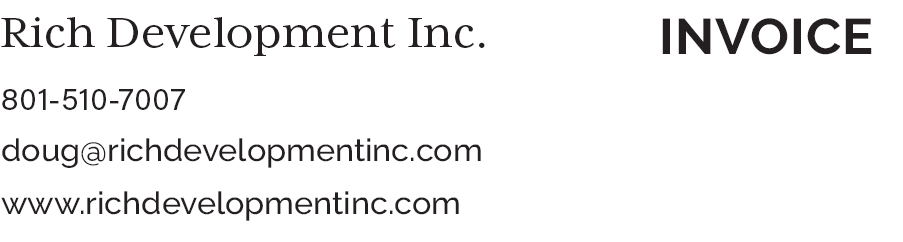 Rich Development Inc.
INVOICE
801-510-7007
doug@richdevelopmentinc.com
www.richdevelopmentinc.com